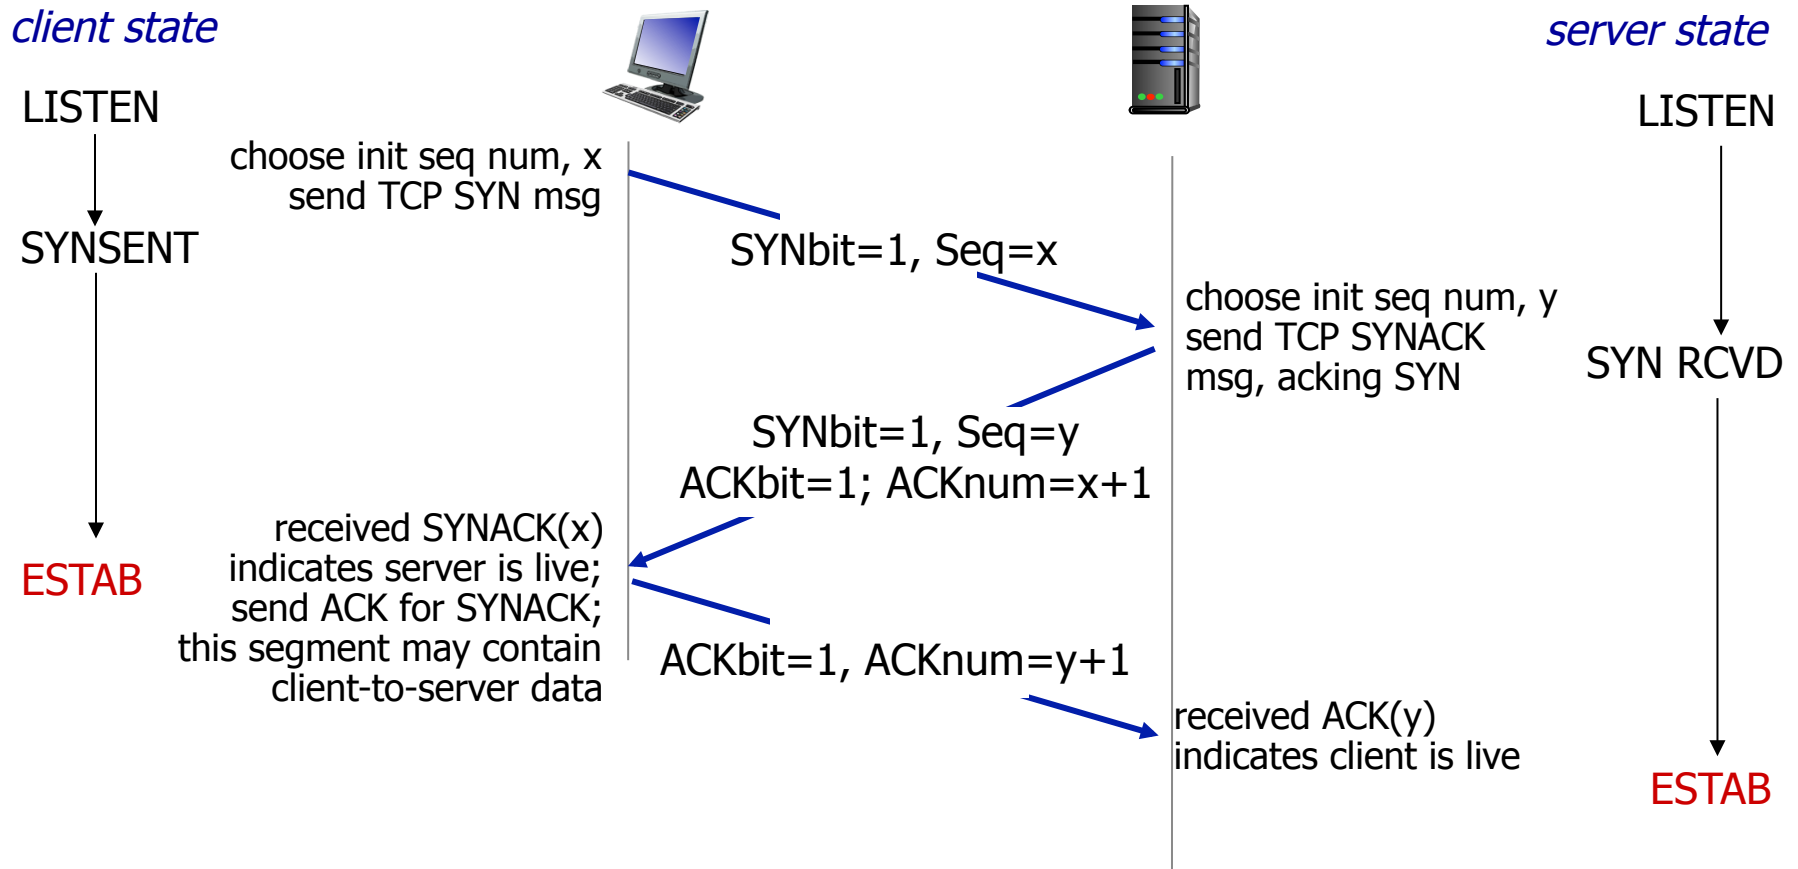 client state
server state
LISTEN
LISTEN
choose init seq num, x
send TCP SYN msg
SYNSENT
SYNbit=1, Seq=x
choose init seq num, y
send TCP SYNACK
msg, acking SYN
SYN RCVD
SYNbit=1, Seq=y
ACKbit=1; ACKnum=x+1
received SYNACK(x)
indicates server is live;
send ACK for SYNACK;
this segment may contain
client-to-server data
ESTAB
ACKbit=1, ACKnum=y+1
received ACK(y)
indicates client is live
ESTAB